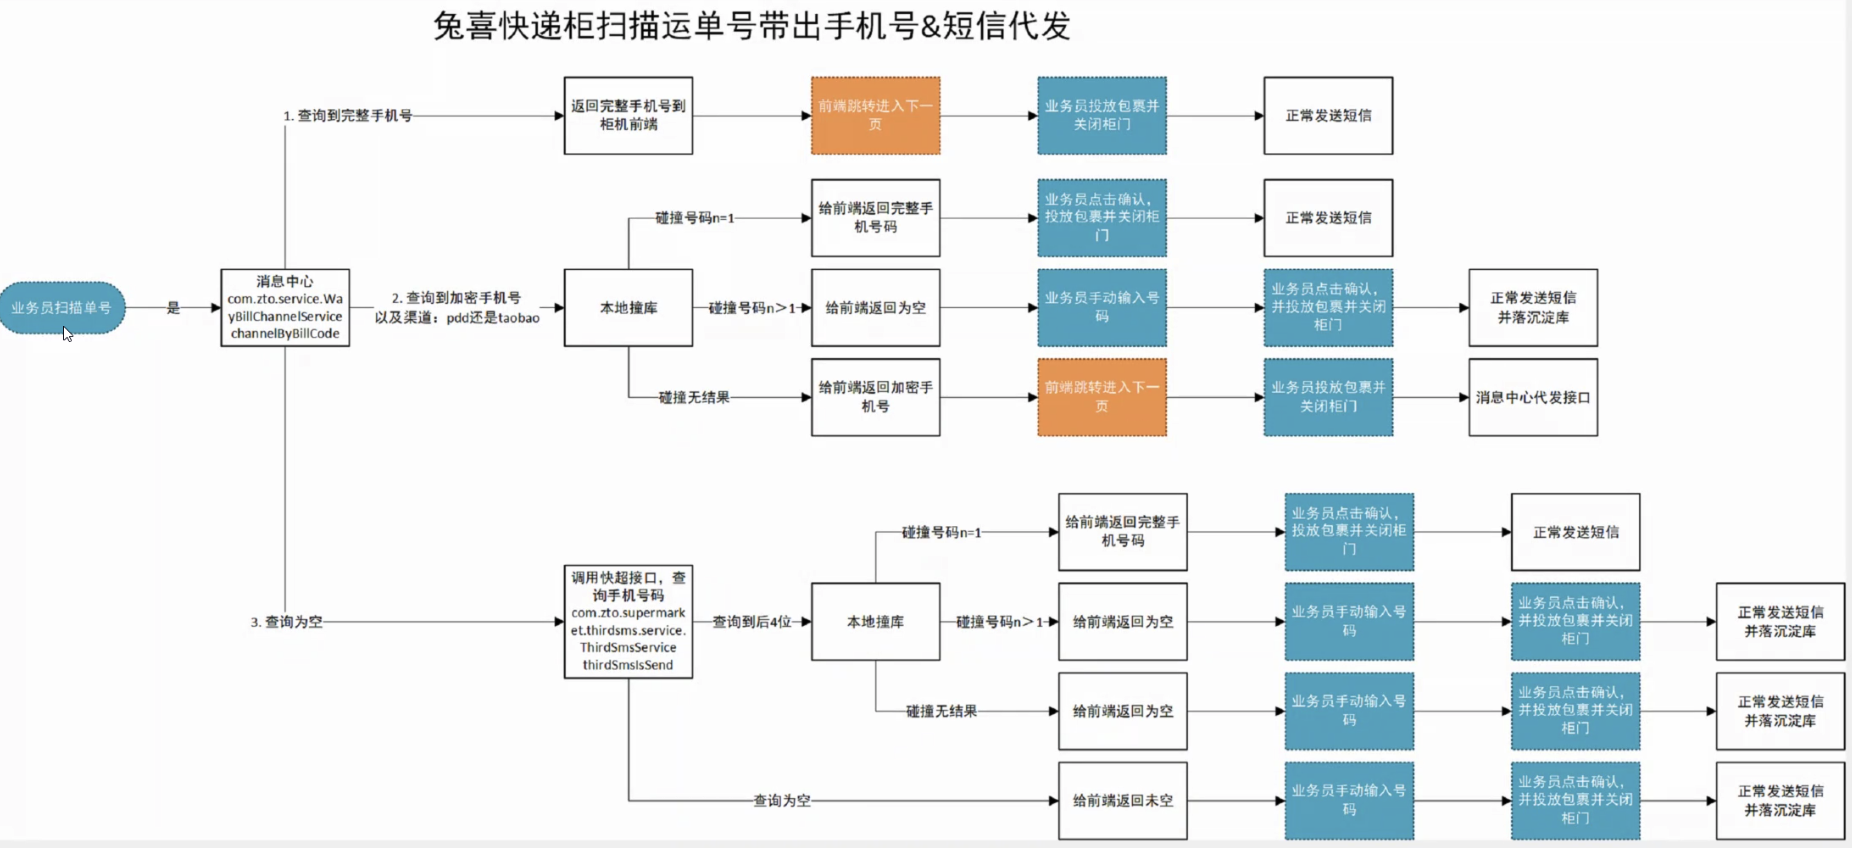 兔喜快递柜扫描运单号带出手机号&短信代发
1. 查询到完整手机号
返回完整手机号到
柜机前端
前端跳转进入下一
页
业务员投放包裹并
关闭柜门
正常发送短信
碰撞号码n=1
给前端返回完整手
机号码
业务员点击确认，
投放包裹并关闭柜
门
正常发送短信
业务员扫描单号
是
消息中心
com.zto.service.Wa
yBillChannelService
channelByBillCode
2. 查询到加密手机号
以及渠道：pdd还是taobao
本地撞库
碰撞号码n＞1
给前端返回为空
业务员手动输入号
码
业务员点击确认，
并投放包裹并关闭
柜门
正常发送短信
并落沉淀库
碰撞无结果
给前端返回加密手
机号
前端跳转进入下一
页
业务员投放包裹并
关闭柜门
消息中心代发接口
碰撞号码n=1
给前端返回完整手
机号码
业务员点击确认，
投放包裹并关闭柜
门
正常发送短信
3. 查询为空
调用快超接口，查
询手机号码
com.zto.supermark
et.thirdsms.service.
ThirdSmsService
thirdSmsIsSend
查询到后4位
本地撞库
碰撞号码n＞1
给前端返回为空
业务员手动输入号
码
业务员点击确认，
并投放包裹并关闭
柜门
正常发送短信
并落沉淀库
碰撞无结果
给前端返回为空
业务员手动输入号
码
业务员点击确认，
并投放包裹并关闭
柜门
正常发送短信
并落沉淀库
查询为空
给前端返回未空
业务员手动输入号
码
业务员点击确认，
并投放包裹并关闭
柜门
正常发送短信
并落沉淀库